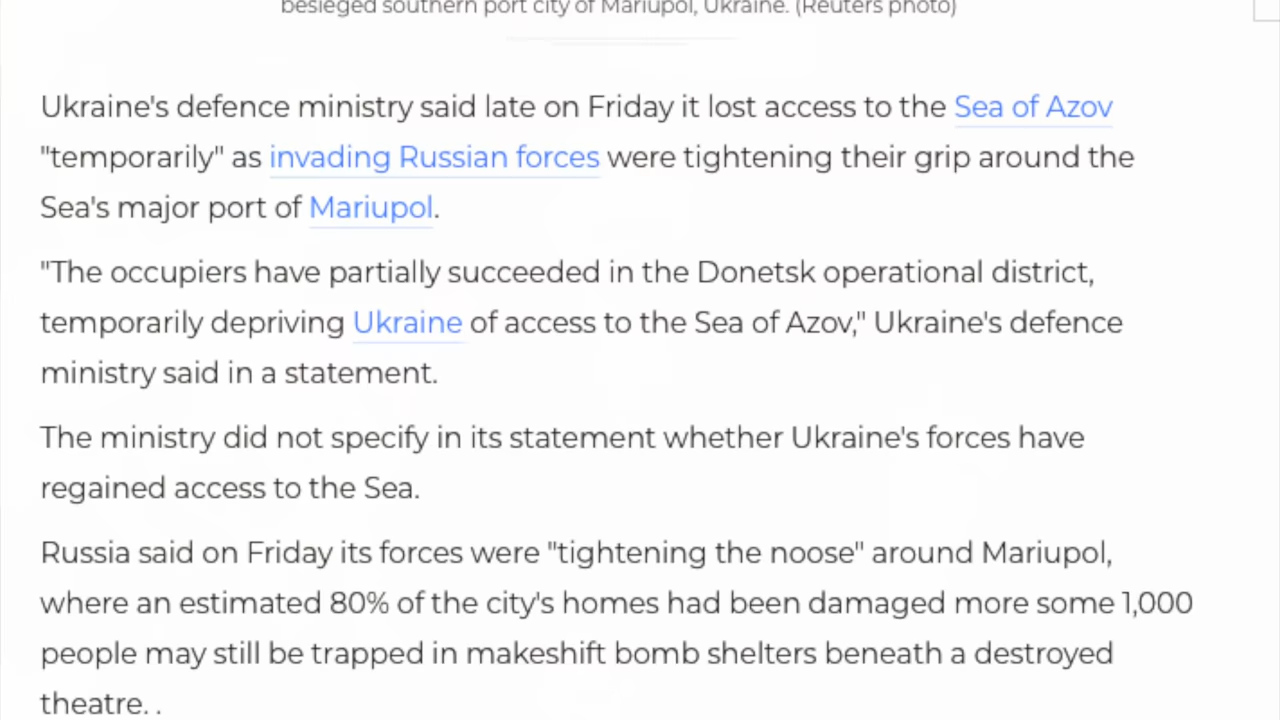 besieged southern port city of Mariupol, Ukraine. (Reuters photo)
Ukraine's defence ministry said late on Friday it lost access to the Sea of Azov
"temporarily" as invading Russian forces were tightening their grip around the
Sea's major port of Mariupol.
"The occupiers have partially succeeded in the Donetsk operational district,
temporarily depriving Ukraine of access to the Sea of Azov," Ukraine's defence
ministry said in a statement.
The ministry did not specify in its statement whether Ukraine's forces have
regained access to the Sea.
Russia said on Friday its forces were "tightening the noose" around Mariupol,
where an estimated 80% of the city's homes had been damaged more some 1,000
people may still be trapped in makeshift bomb shelters beneath a destroyed
theatre. .